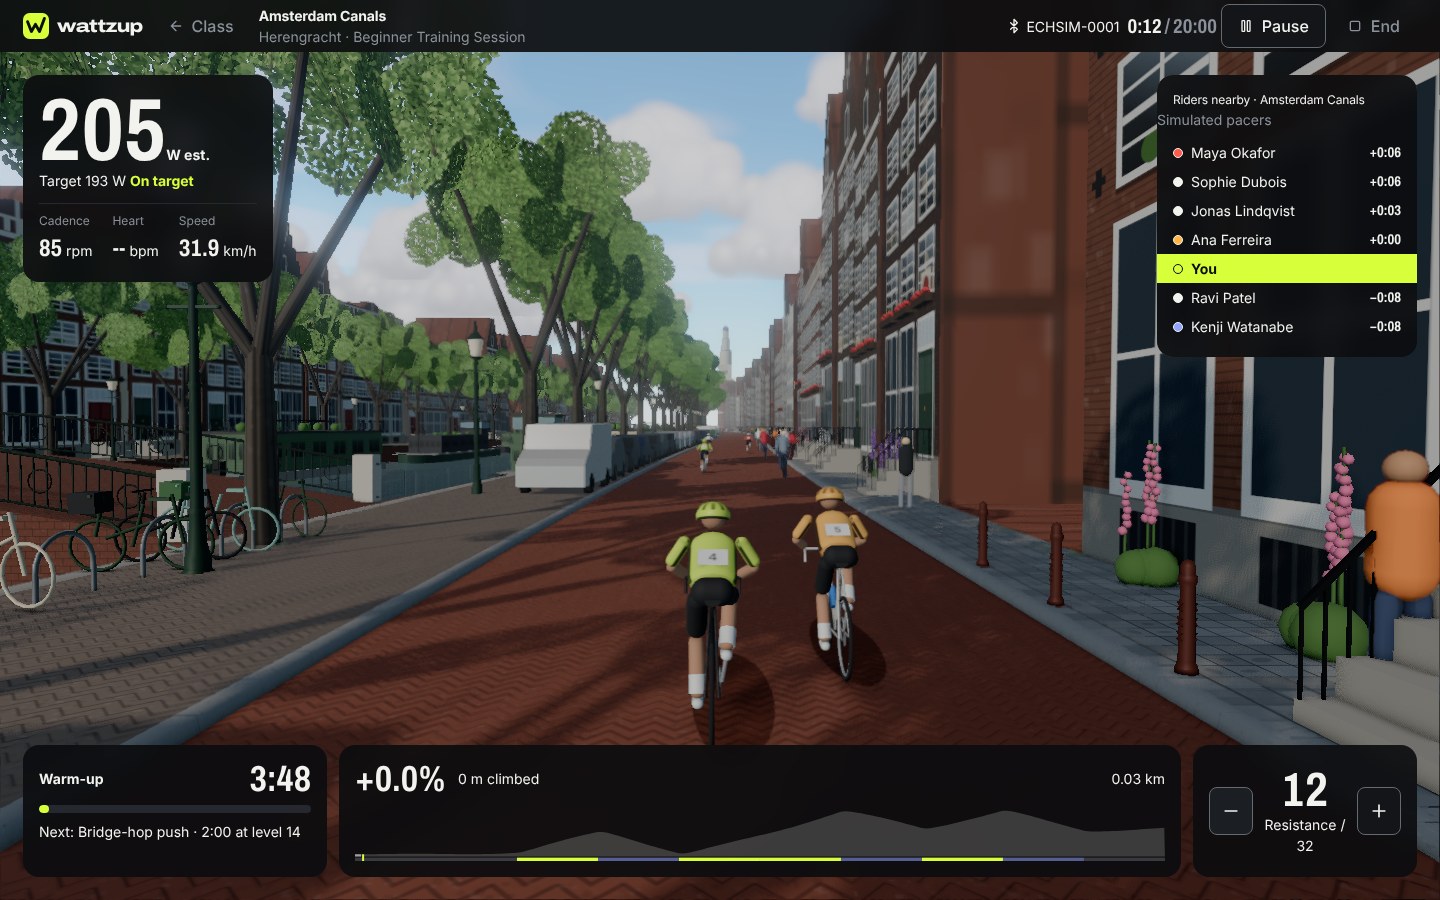 wattzup
Class
Amsterdam Canals
Herengracht · Beginner Training Session
ECHSIM-0001 0:12 / 20:00
Pause
End
205 W est.
Target 193 W On target
Cadence Heart Speed
85 rpm -- bpm 31.9 km/h
Riders nearby · Amsterdam Canals
Simulated pacers
Maya Okafor +0:06
Sophie Dubois +0:06
Jonas Lindqvist +0:03
Ana Ferreira +0:00
You
Ravi Patel −0:08
Kenji Watanabe −0:08
4
5
Warm-up 3:48
Next: Bridge-hop push · 2:00 at level 14
+0.0% 0 m climbed 0.03 km
− 12 +
Resistance /
32